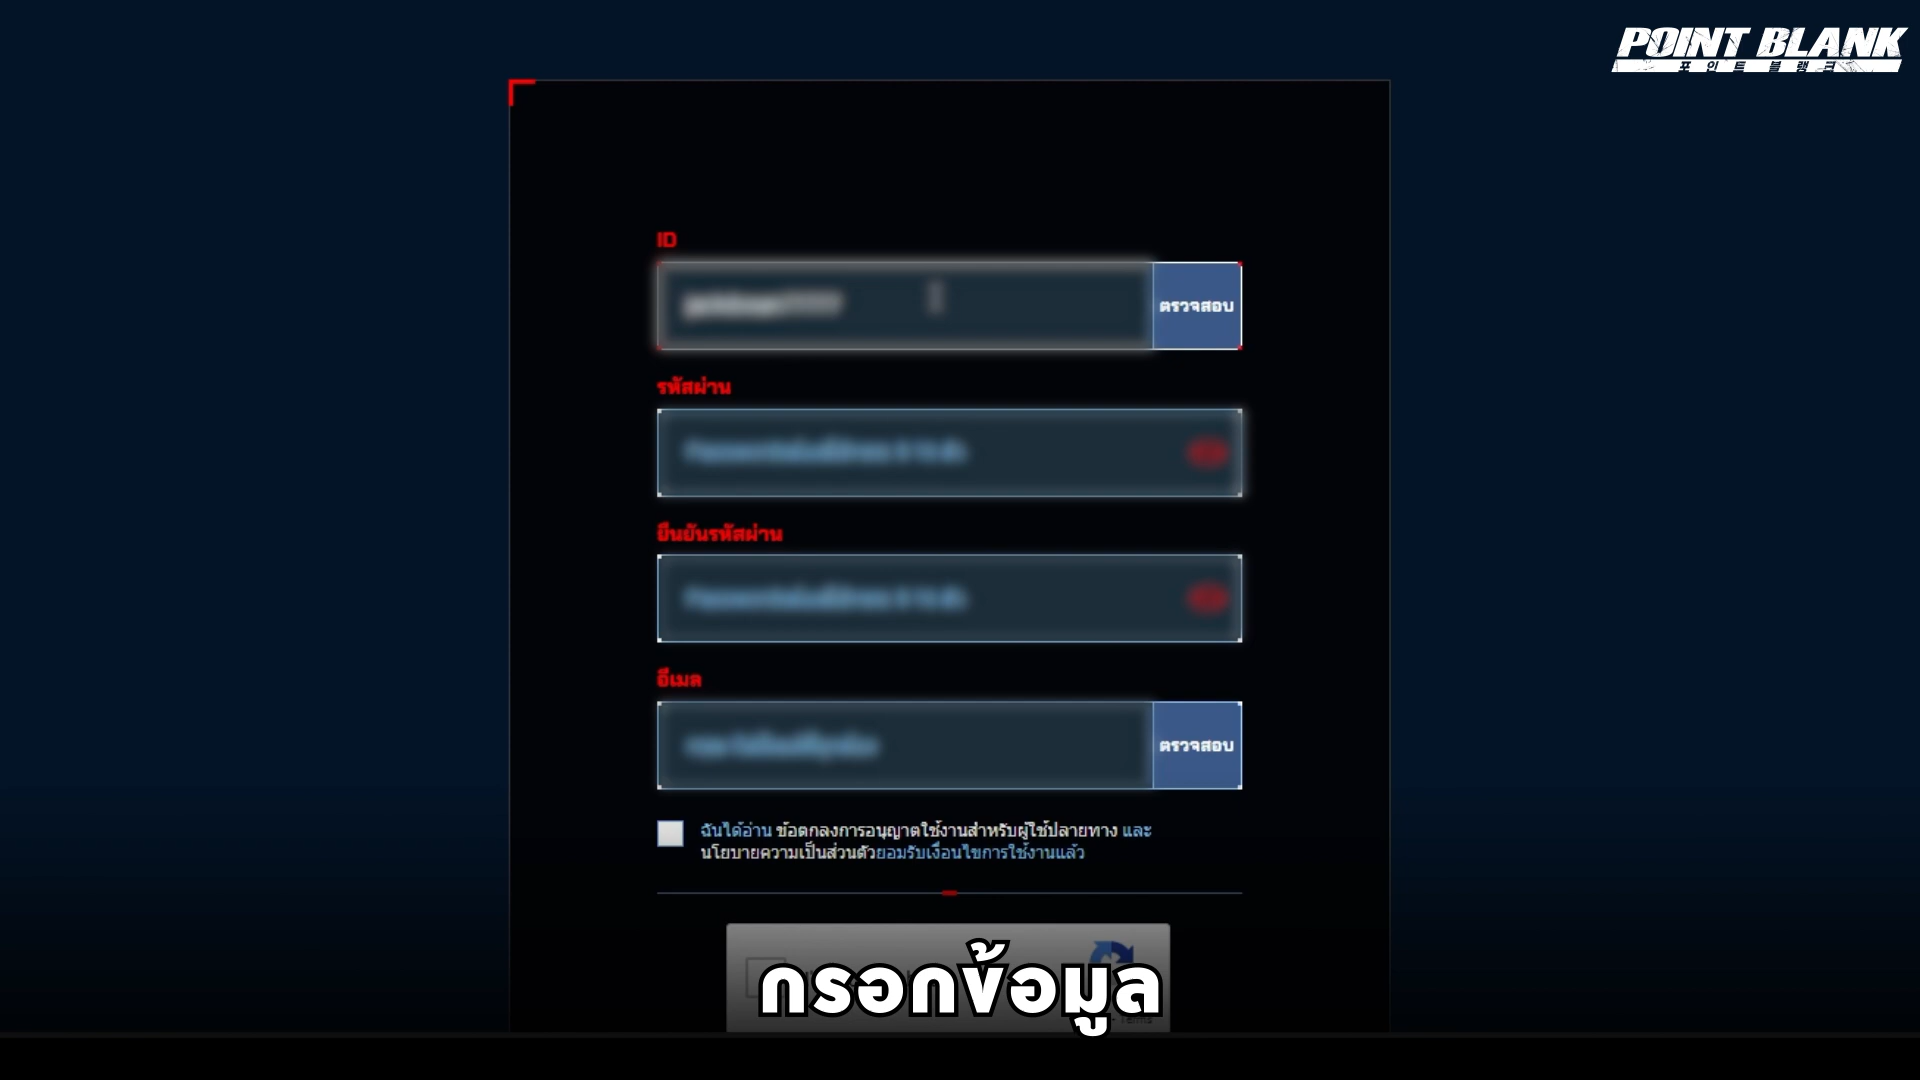 POINT BLANK
포인트블랭크
ID
ตรวจสอบ
รหัสผ่าน
ยืนยันรหัสผ่าน
อีเมล
ตรวจสอบ
ฉันได้อ่าน ข้อตกลงการอนุญาตใช้งานสำหรับผู้ใช้ปลายทาง และ
นโยบายความเป็นส่วนตัวยอมรับเงื่อนไขการใช้งานแล้ว
กรอกข้อมูล